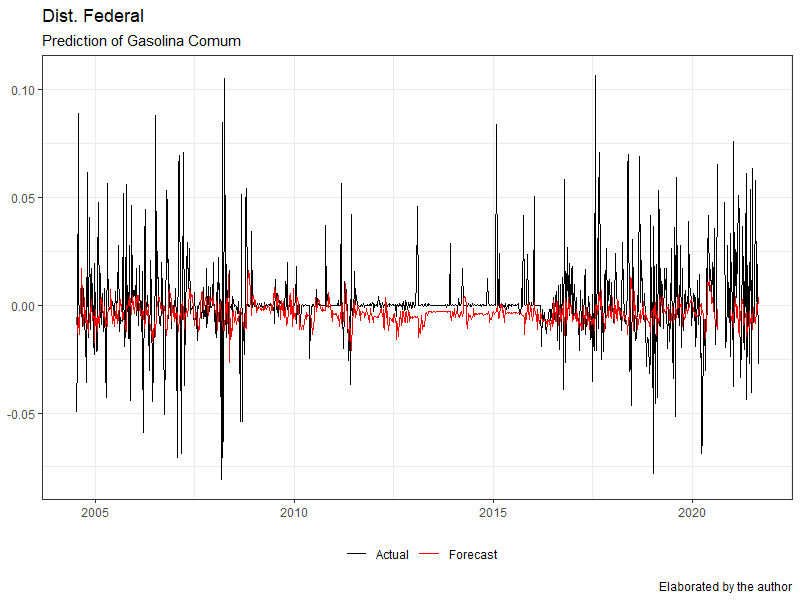 Dist. Federal
Prediction of Gasolina Comum
0.10
0.05
0.00
-0.05
2005 2010 2015 2020
Actual Forecast
Elaborated by the author